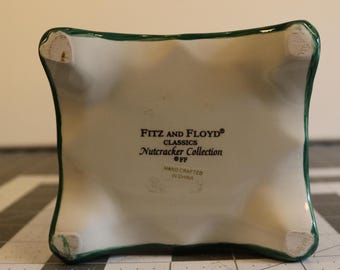 FITZ AND FLOYD®
CLASSICS
Nutcracker Collection
©FF
HAND CRAFTED
IN CHINA